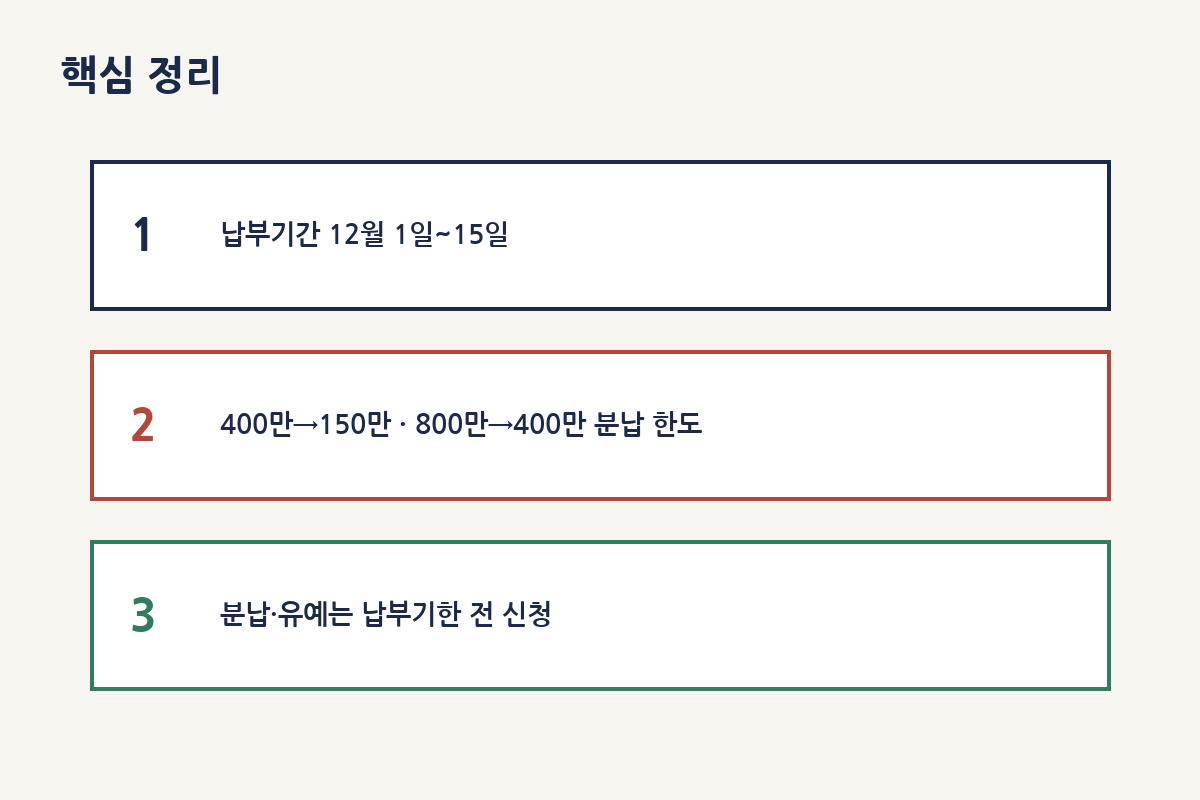 핵심 정리
1
납부기간 12월 1일~15일
2
400만→150만 · 800만→400만 분납 한도
3
분납·유예는 납부기한 전 신청